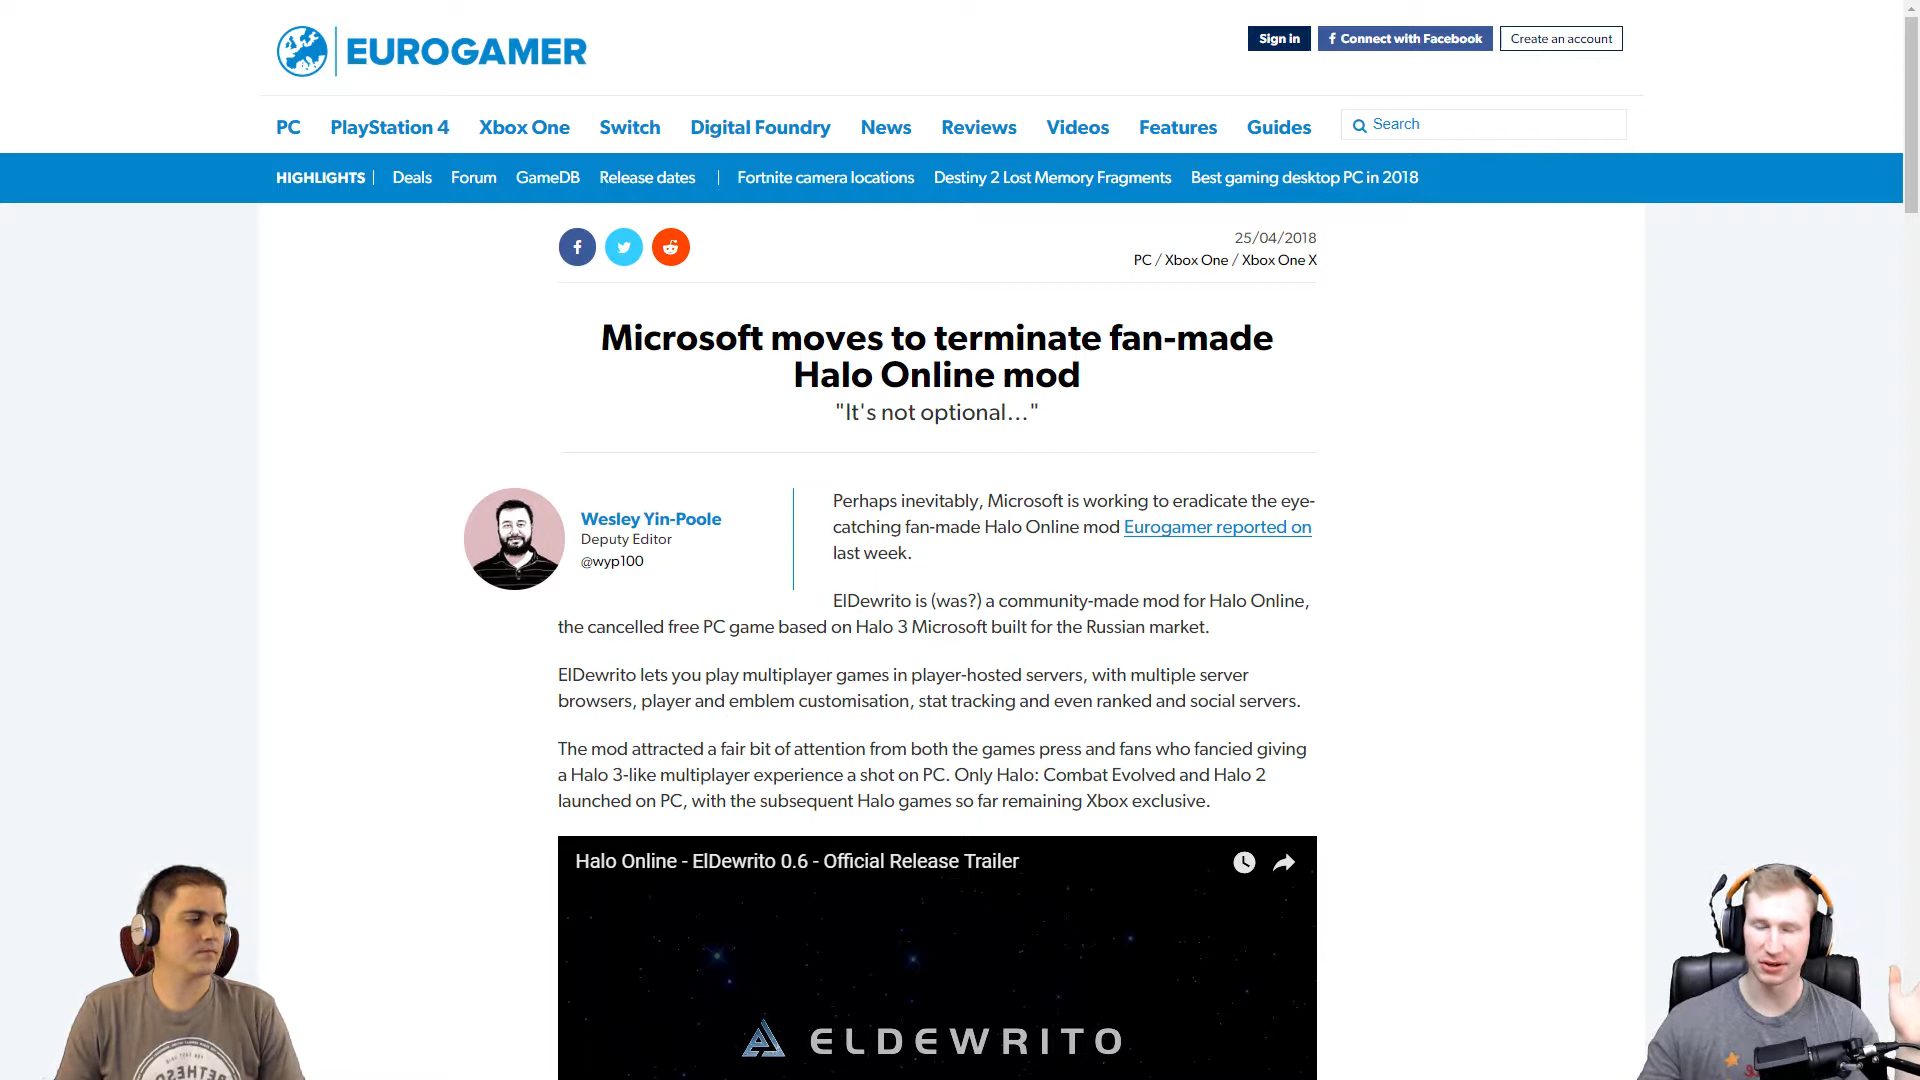 EUROGAMER
Sign in
Connect with Facebook
Create an account
PC PlayStation 4 Xbox One Switch Digital Foundry News Reviews Videos Features Guides
Search
HIGHLIGHTS | Deals Forum GameDB Release dates | Fortnite camera locations Destiny 2 Lost Memory Fragments Best gaming desktop PC in 2018
25/04/2018
PC / Xbox One / Xbox One X
Microsoft moves to terminate fan-made
Halo Online mod
"It's not optional..."
Wesley Yin-Poole
Deputy Editor
@wyp100
Perhaps inevitably, Microsoft is working to eradicate the eye-
catching fan-made Halo Online mod Eurogamer reported on
last week.
ElDewrito is (was?) a community-made mod for Halo Online,
the cancelled free PC game based on Halo 3 Microsoft built for the Russian market.
ElDewrito lets you play multiplayer games in player-hosted servers, with multiple server
browsers, player and emblem customisation, stat tracking and even ranked and social servers.
The mod attracted a fair bit of attention from both the games press and fans who fancied giving
a Halo 3-like multiplayer experience a shot on PC. Only Halo: Combat Evolved and Halo 2
launched on PC, with the subsequent Halo games so far remaining Xbox exclusive.
Halo Online - ElDewrito 0.6 - Official Release Trailer
ELDEWRITO